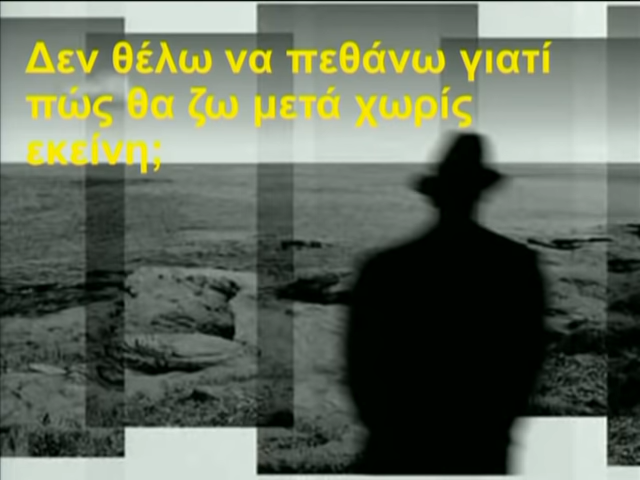 Δεν θέλω να πεθάνω γιατί
πώς θα ζω μετά χωρίς
εκείνη;